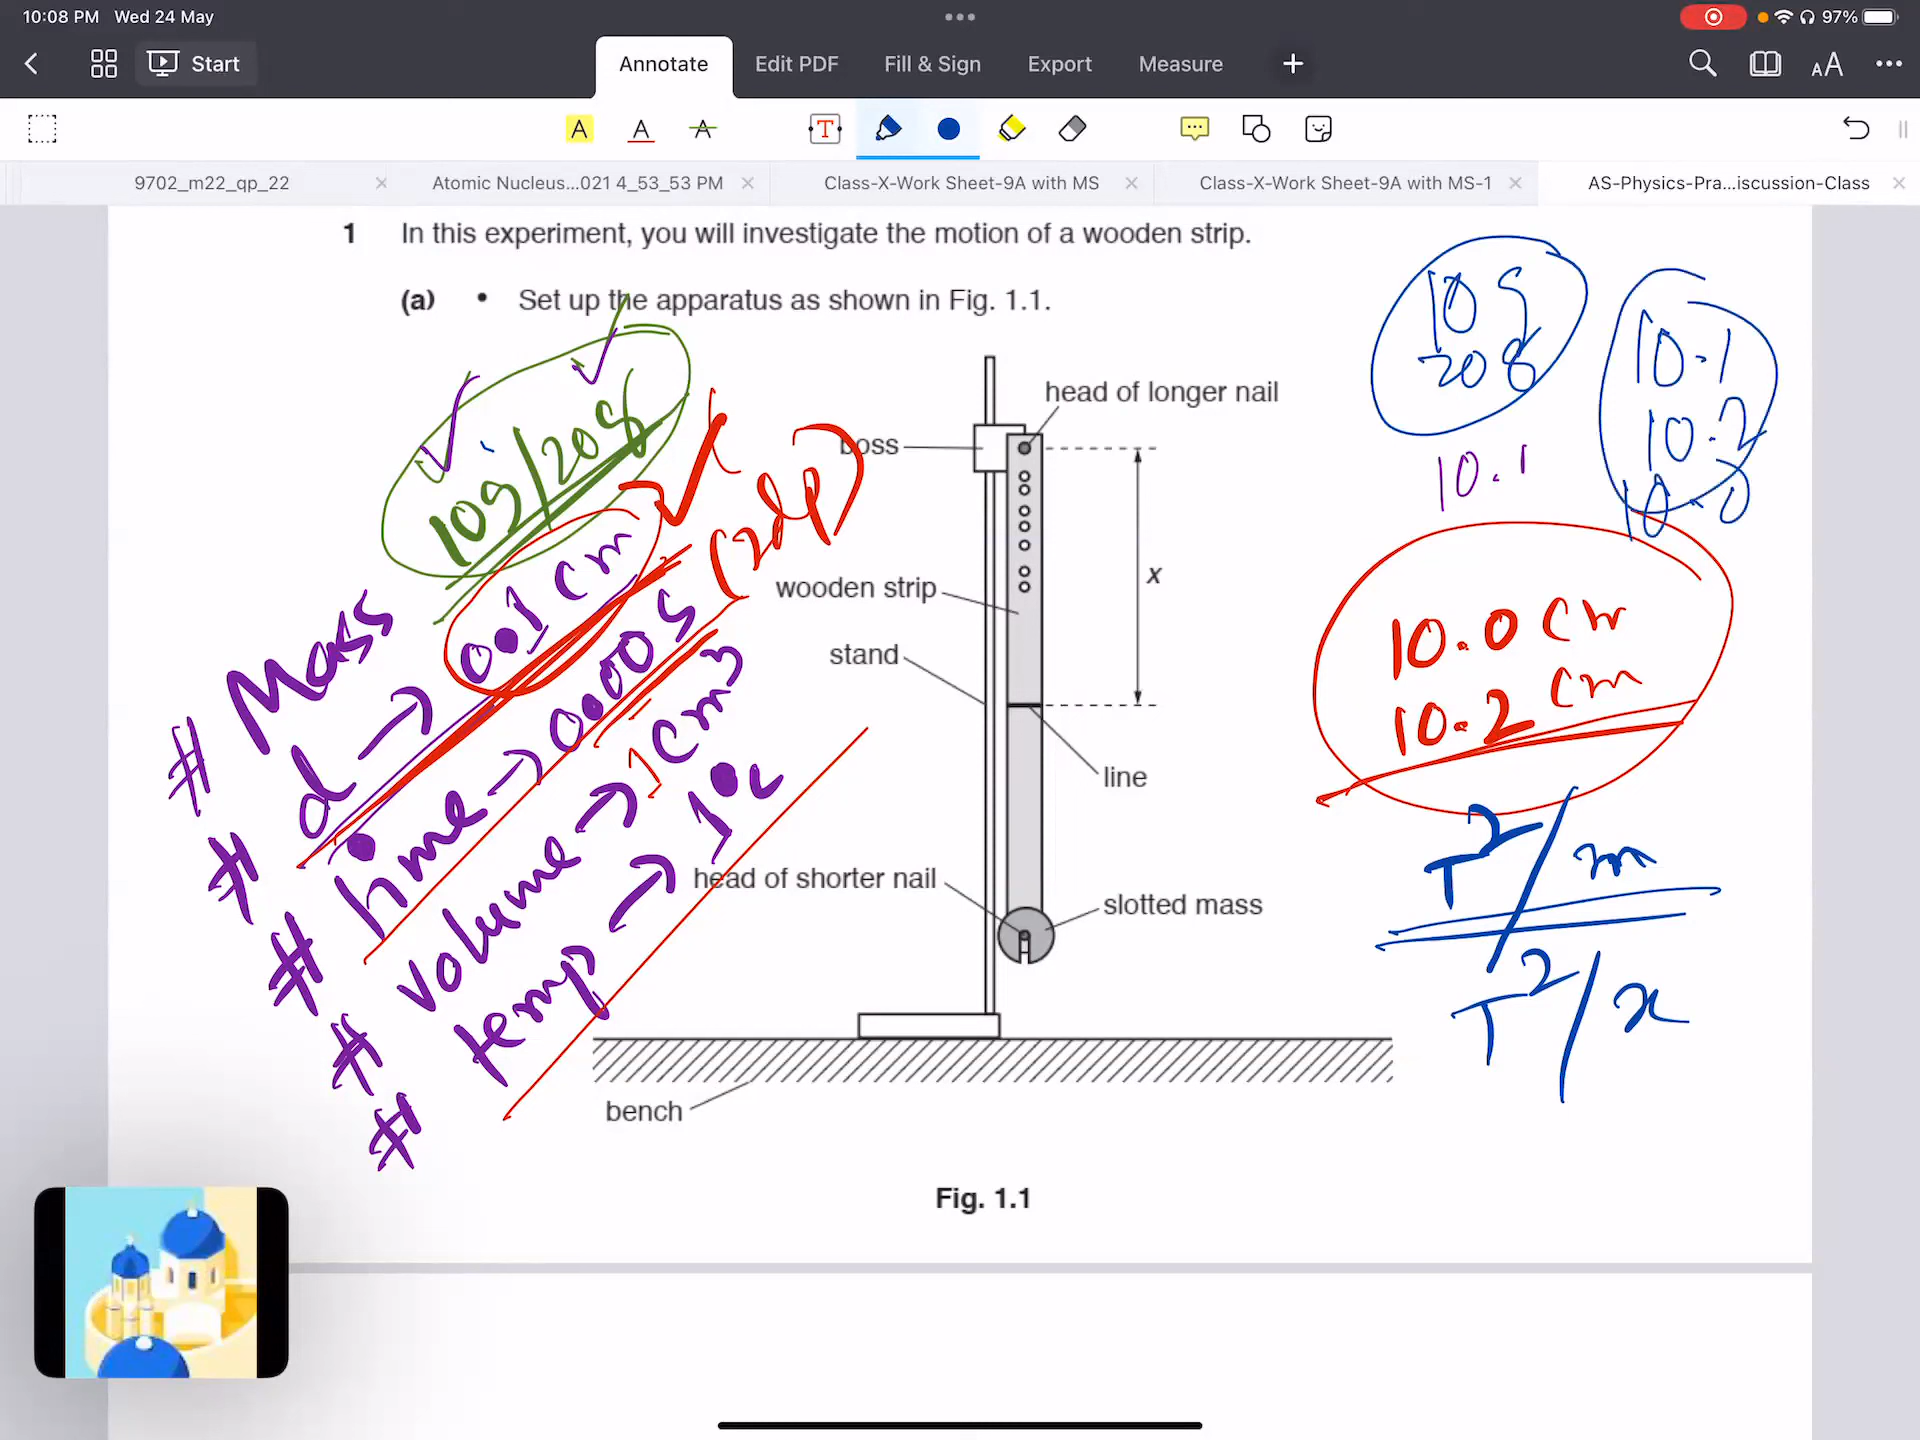 10:08 PM Wed 24 May
97%
Start
Annotate
Edit PDF
Fill & Sign
Export
Measure
AA
A
A
A
T
9702_m22_qp_22
Atomic Nucleus...021 4_53_53 PM
Class-X-Work Sheet-9A with MS
Class-X-Work Sheet-9A with MS-1
AS-Physics-Pra...iscussion-Class
1 In this experiment, you will investigate the motion of a wooden strip.
(a) • Set up the apparatus as shown in Fig. 1.1.
head of longer nail
boss
wooden strip
x
stand
line
head of shorter nail
slotted mass
bench
Fig. 1.1
# Mass 10g/20g
# d → 0.1 cm
# time → 0.00 s (2dp)
# volume → 1 cm³
# temp → 1°c
10 g
20 g
10.1
10.2
10.0
10.1
10.0 cm
10.2 cm
T²/m
T²/x